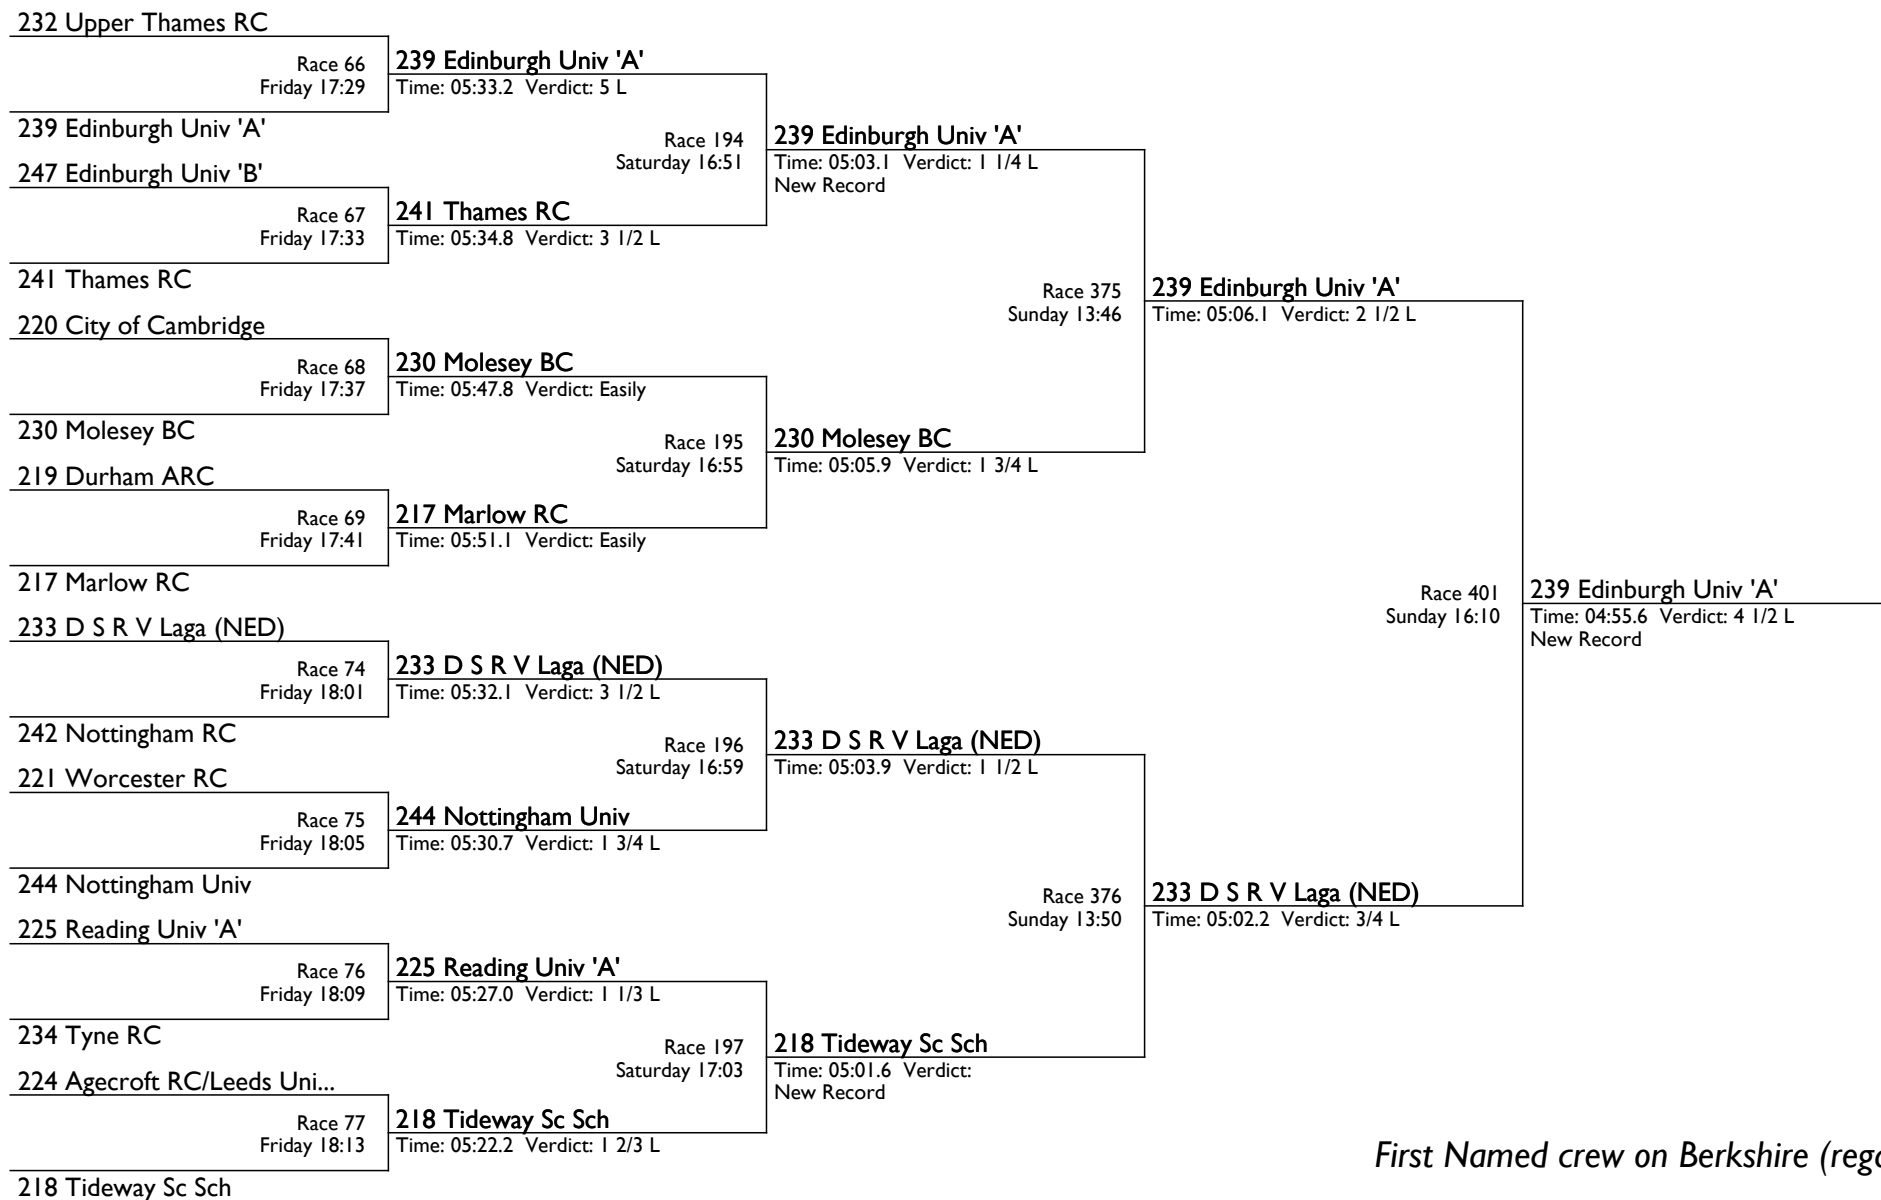 232 Upper Thames RC
Race 66
Friday 17:29
239 Edinburgh Univ 'A'
247 Edinburgh Univ 'B'
Race 67
Friday 17:33
241 Thames RC
220 City of Cambridge
Race 68
Friday 17:37
230 Molesey BC
219 Durham ARC
Race 69
Friday 17:41
217 Marlow RC
233 D S R V Laga (NED)
Race 74
Friday 18:01
242 Nottingham RC
221 Worcester RC
Race 75
Friday 18:05
244 Nottingham Univ
225 Reading Univ 'A'
Race 76
Friday 18:09
234 Tyne RC
224 Agecroft RC/Leeds Uni...
Race 77
Friday 18:13
218 Tideway Sc Sch
239 Edinburgh Univ 'A'
Time: 05:33.2 Verdict: 5 L
Race 194
Saturday 16:51
241 Thames RC
Time: 05:34.8 Verdict: 3 1/2 L
230 Molesey BC
Time: 05:47.8 Verdict: Easily
Race 195
Saturday 16:55
217 Marlow RC
Time: 05:51.1 Verdict: Easily
233 D S R V Laga (NED)
Time: 05:32.1 Verdict: 3 1/2 L
Race 196
Saturday 16:59
244 Nottingham Univ
Time: 05:30.7 Verdict: 1 3/4 L
225 Reading Univ 'A'
Time: 05:27.0 Verdict: 1 1/3 L
Race 197
Saturday 17:03
218 Tideway Sc Sch
Time: 05:22.2 Verdict: 1 2/3 L
239 Edinburgh Univ 'A'
Time: 05:03.1 Verdict: 1 1/4 L
New Record
Race 375
Sunday 13:46
230 Molesey BC
Time: 05:05.9 Verdict: 1 3/4 L
233 D S R V Laga (NED)
Time: 05:03.9 Verdict: 1 1/2 L
Race 376
Sunday 13:50
218 Tideway Sc Sch
Time: 05:01.6 Verdict:
New Record
239 Edinburgh Univ 'A'
Time: 05:06.1 Verdict: 2 1/2 L
Race 401
Sunday 16:10
233 D S R V Laga (NED)
Time: 05:02.2 Verdict: 3/4 L
239 Edinburgh Univ 'A'
Time: 04:55.6 Verdict: 4 1/2 L
New Record
First Named crew on Berkshire